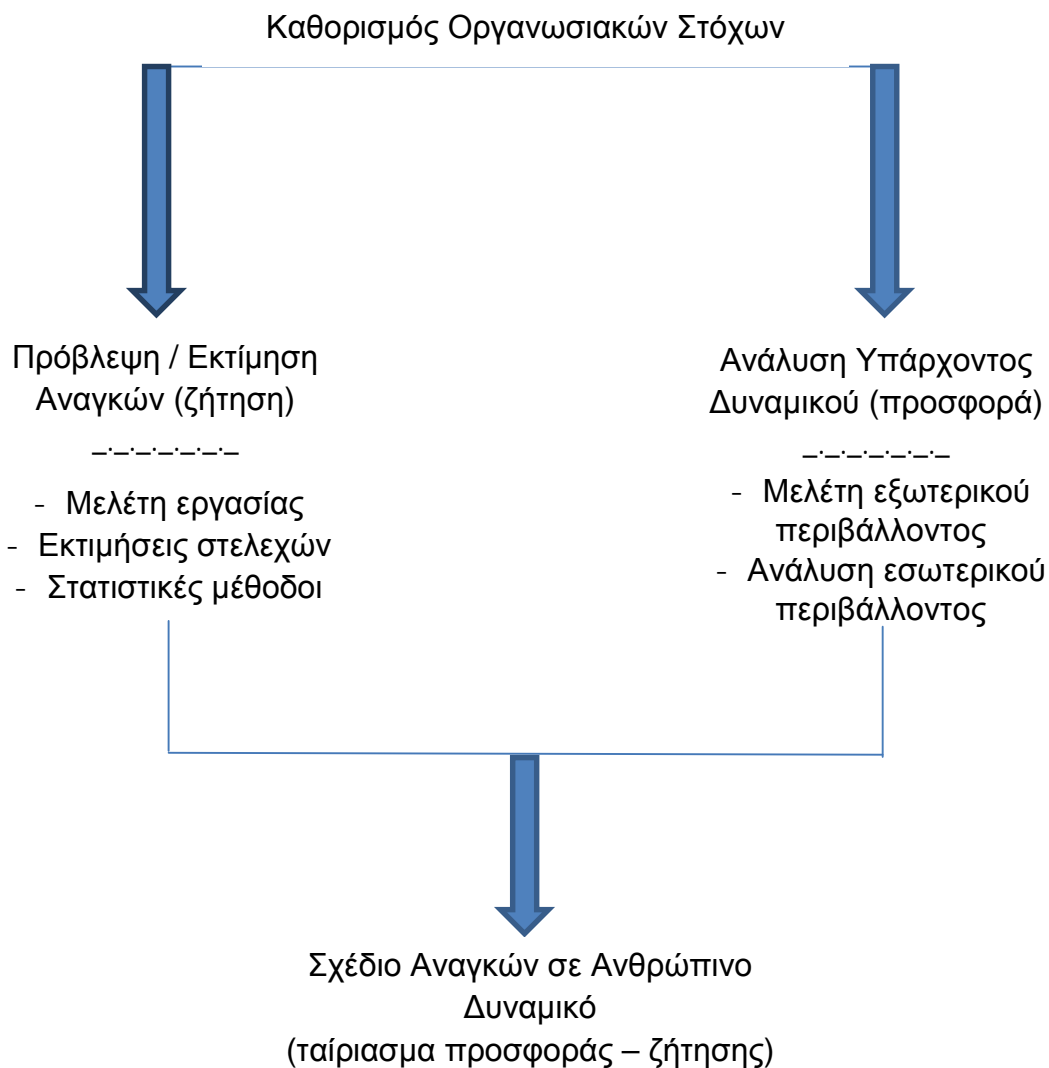 Καθορισμός Οργανωσιακών Στόχων
Πρόβλεψη / Εκτίμηση
Αναγκών (ζήτηση)
_._._._._._._
- Μελέτη εργασίας
- Εκτιμήσεις στελεχών
- Στατιστικές μέθοδοι
Ανάλυση Υπάρχοντος
Δυναμικού (προσφορά)
_._._._._._._
- Μελέτη εξωτερικού
περιβάλλοντος
- Ανάλυση εσωτερικού
περιβάλλοντος
Σχέδιο Αναγκών σε Ανθρώπινο
Δυναμικό
(ταίριασμα προσφοράς – ζήτησης)